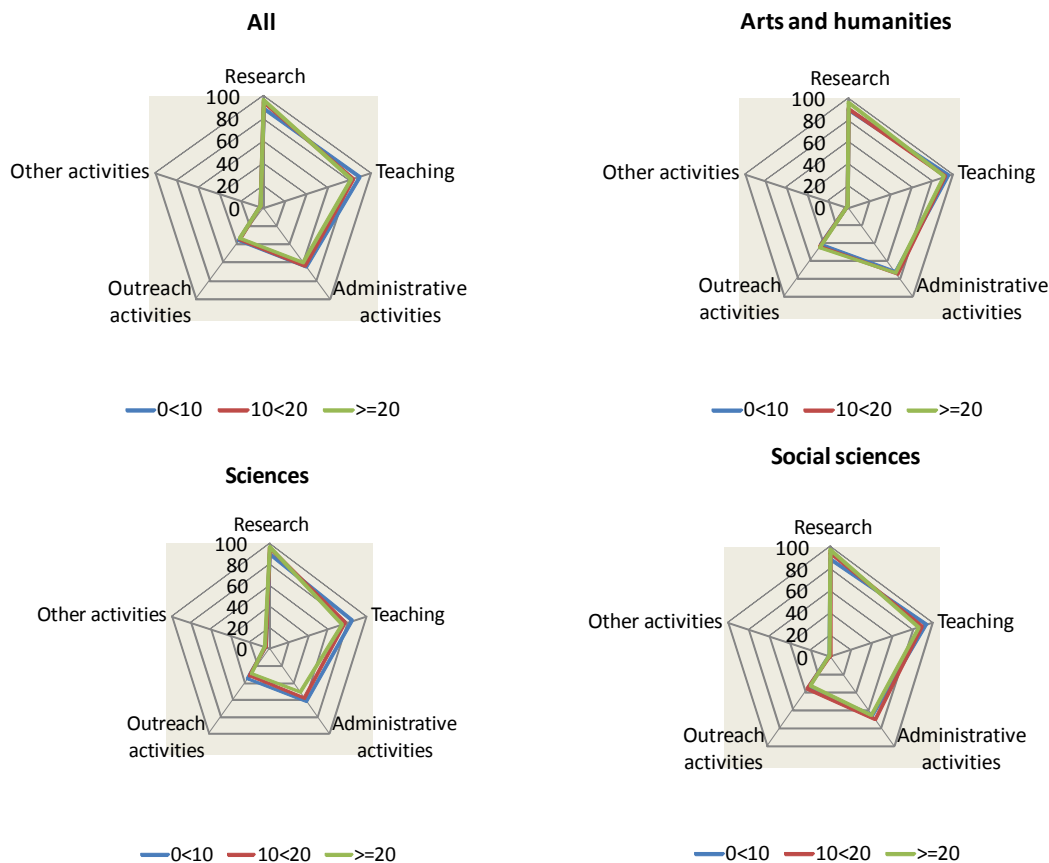 All
Research
100
80
60
40
20
0
Other activities
Teaching
Outreach
activities
Administrative
activities
0<10
10<20
>=20
Arts and humanities
Research
100
80
60
40
20
0
Other activities
Teaching
Outreach
activities
Administrative
activities
0<10
10<20
>=20
Sciences
Research
100
80
60
40
20
0
Other activities
Teaching
Outreach
activities
Administrative
activities
0<10
10<20
>=20
Social sciences
Research
100
80
60
40
20
0
Other activities
Teaching
Outreach
activities
Administrative
activities
0<10
10<20
>=20